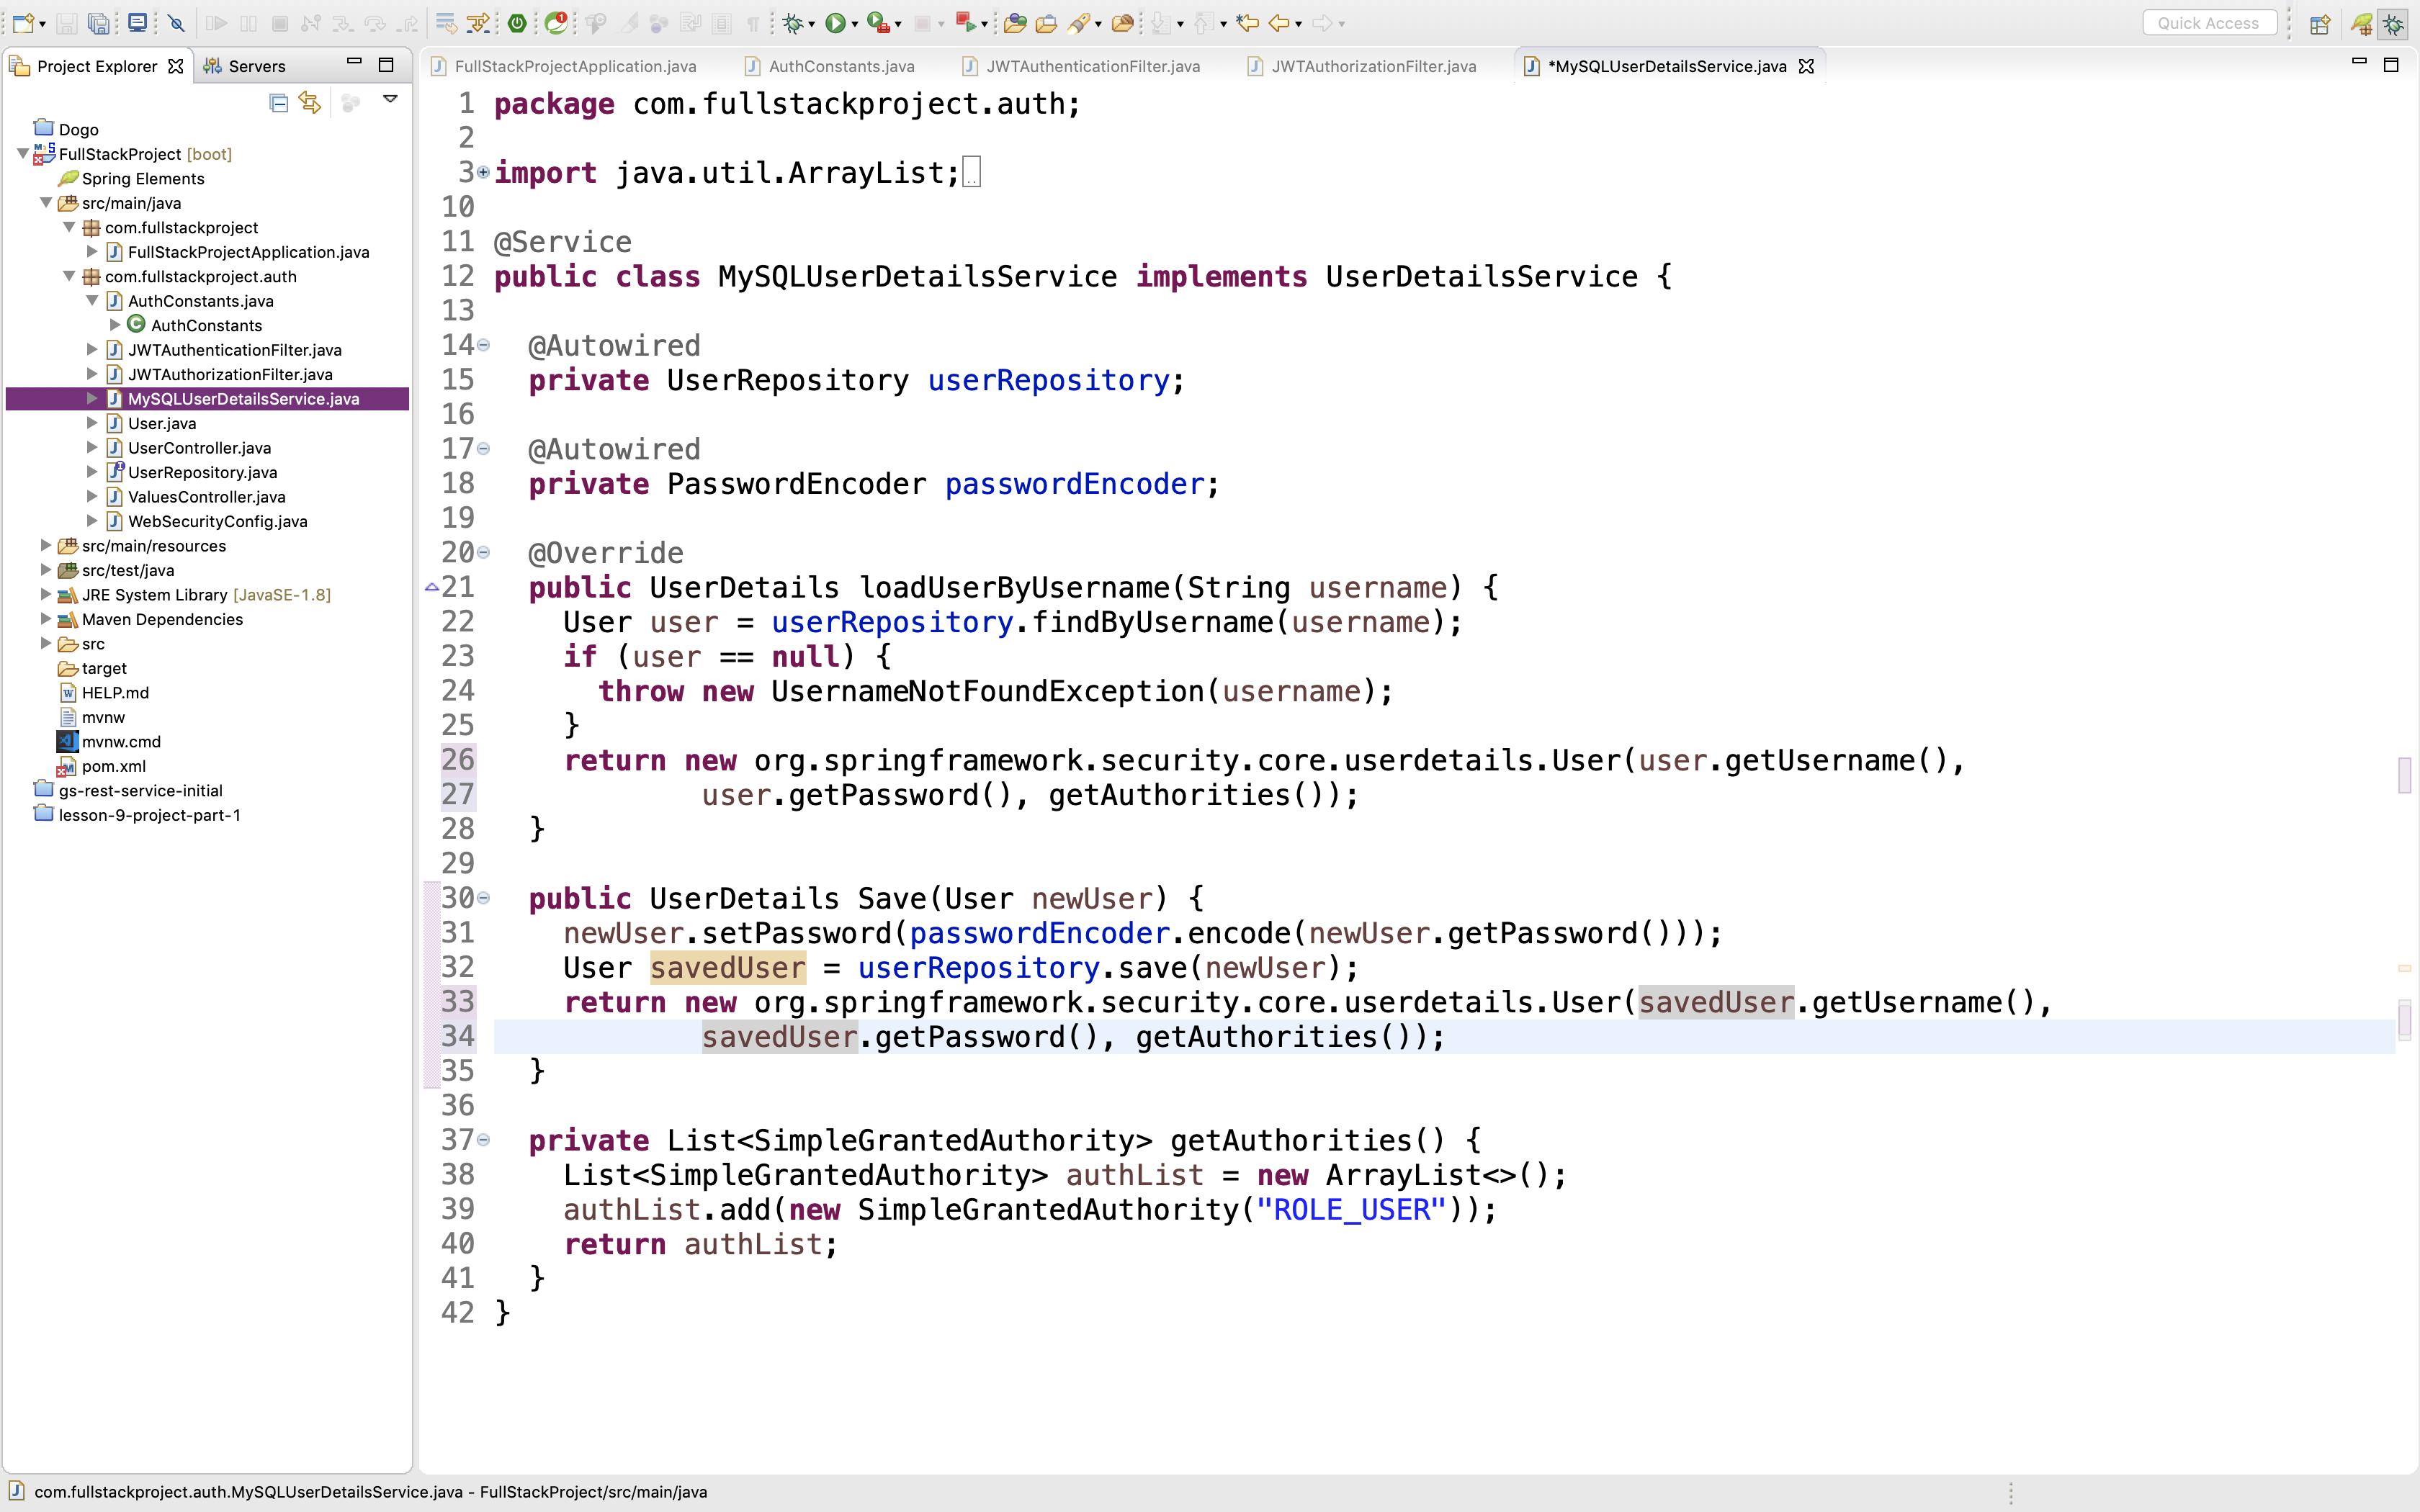 Quick Access
Project Explorer
Servers
FullStackProjectApplication.java
AuthConstants.java
JWTAuthenticationFilter.java
JWTAuthorizationFilter.java
*MySQLUserDetailsService.java
Dogo
FullStackProject [boot]
Spring Elements
src/main/java
com.fullstackproject
FullStackProjectApplication.java
com.fullstackproject.auth
AuthConstants.java
AuthConstants
JWTAuthenticationFilter.java
JWTAuthorizationFilter.java
MySQLUserDetailsService.java
User.java
UserController.java
UserRepository.java
ValuesController.java
WebSecurityConfig.java
src/main/resources
src/test/java
JRE System Library [JavaSE-1.8]
Maven Dependencies
src
target
HELP.md
mvnw
mvnw.cmd
pom.xml
gs-rest-service-initial
lesson-9-project-part-1
1 package com.fullstackproject.auth;
2
3 import java.util.ArrayList;
10
11 @Service
12 public class MySQLUserDetailsService implements UserDetailsService {
13
14 @Autowired
15 private UserRepository userRepository;
16
17 @Autowired
18 private PasswordEncoder passwordEncoder;
19
20 @Override
21 public UserDetails loadUserByUsername(String username) {
22 User user = userRepository.findByUsername(username);
23 if (user == null) {
24 throw new UsernameNotFoundException(username);
25 }
26 return new org.springframework.security.core.userdetails.User(user.getUsername(),
27 user.getPassword(), getAuthorities());
28 }
29
30 public UserDetails Save(User newUser) {
31 newUser.setPassword(passwordEncoder.encode(newUser.getPassword()));
32 User savedUser = userRepository.save(newUser);
33 return new org.springframework.security.core.userdetails.User(savedUser.getUsername(),
34 savedUser.getPassword(), getAuthorities());
35 }
36
37 private List<SimpleGrantedAuthority> getAuthorities() {
38 List<SimpleGrantedAuthority> authList = new ArrayList<>();
39 authList.add(new SimpleGrantedAuthority("ROLE_USER"));
40 return authList;
41 }
42 }
com.fullstackproject.auth.MySQLUserDetailsService.java - FullStackProject/src/main/java